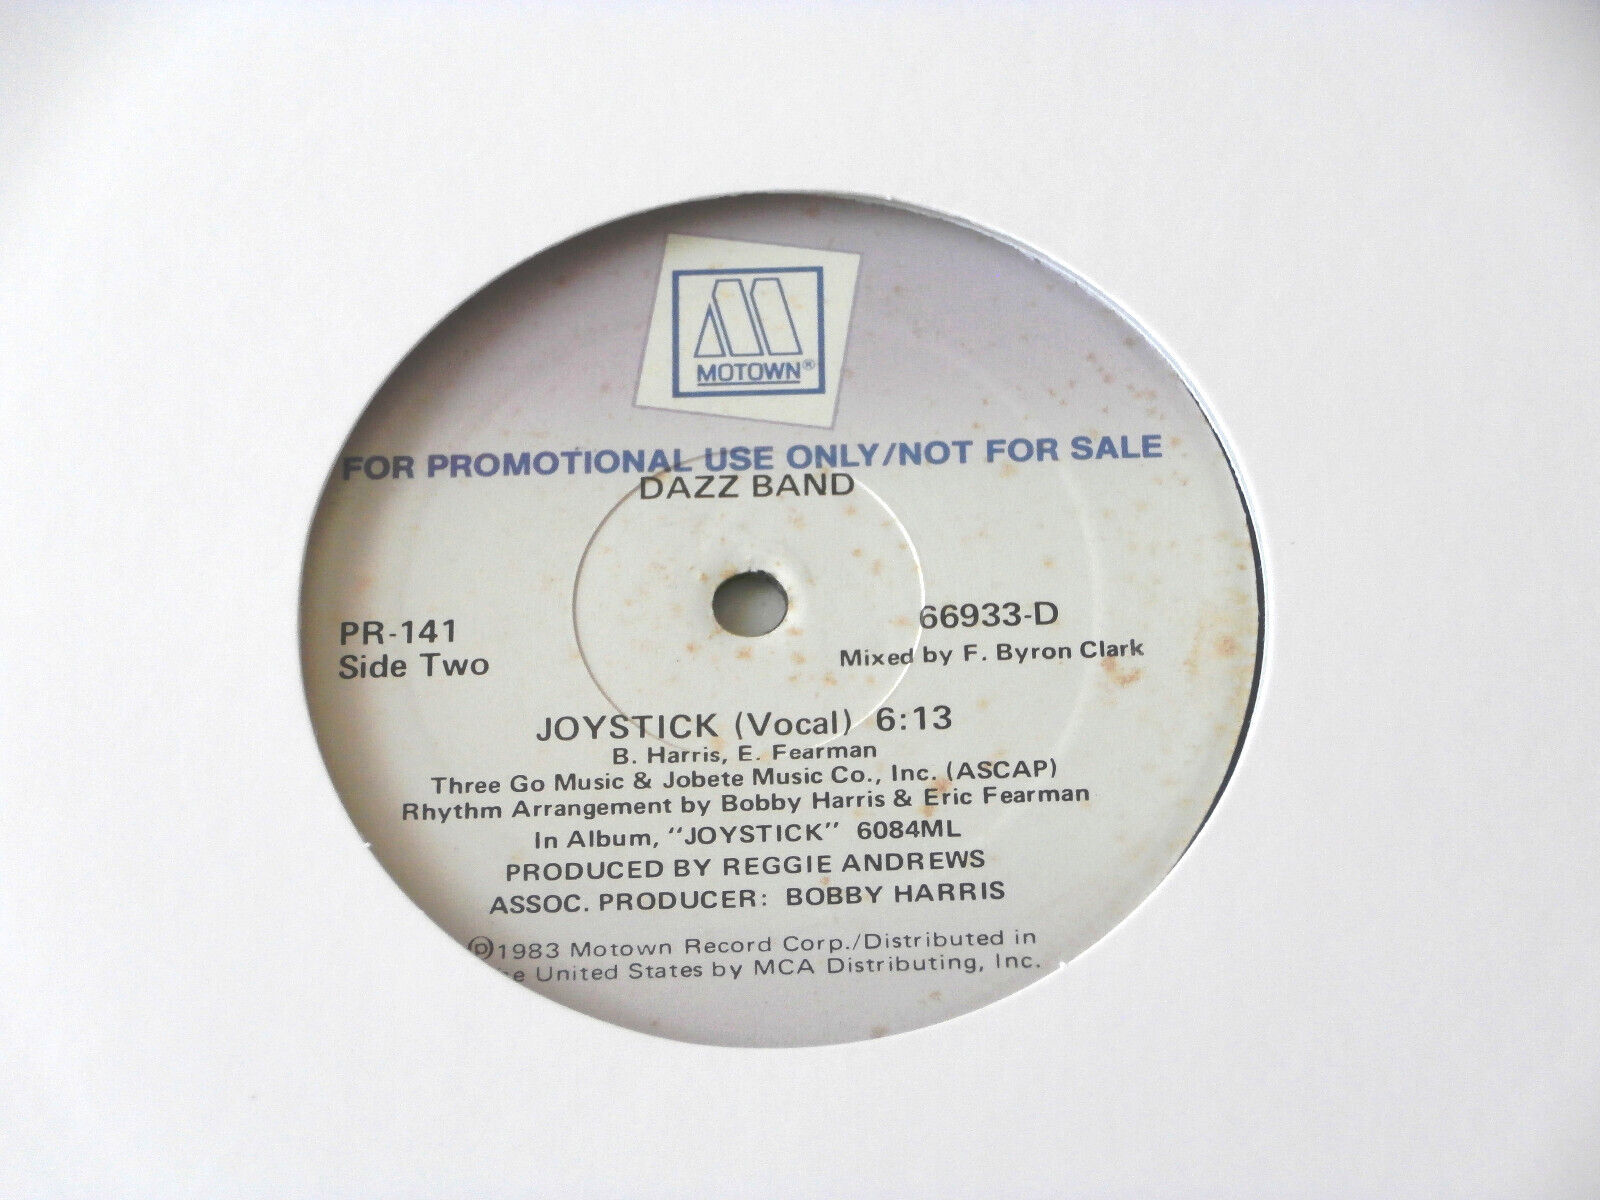 MOTOWN®
FOR PROMOTIONAL USE ONLY/NOT FOR SALE
DAZZ BAND
PR-141
Side Two
66933-D
Mixed by F. Byron Clark
JOYSTICK (Vocal) 6:13
B. Harris, E. Fearman
Three Go Music & Jobete Music Co., Inc. (ASCAP)
Rhythm Arrangement by Bobby Harris & Eric Fearman
In Album, "JOYSTICK" 6084ML
PRODUCED BY REGGIE ANDREWS
ASSOC. PRODUCER: BOBBY HARRIS
℗1983 Motown Record Corp./Distributed in
United States by MCA Distributing, Inc.